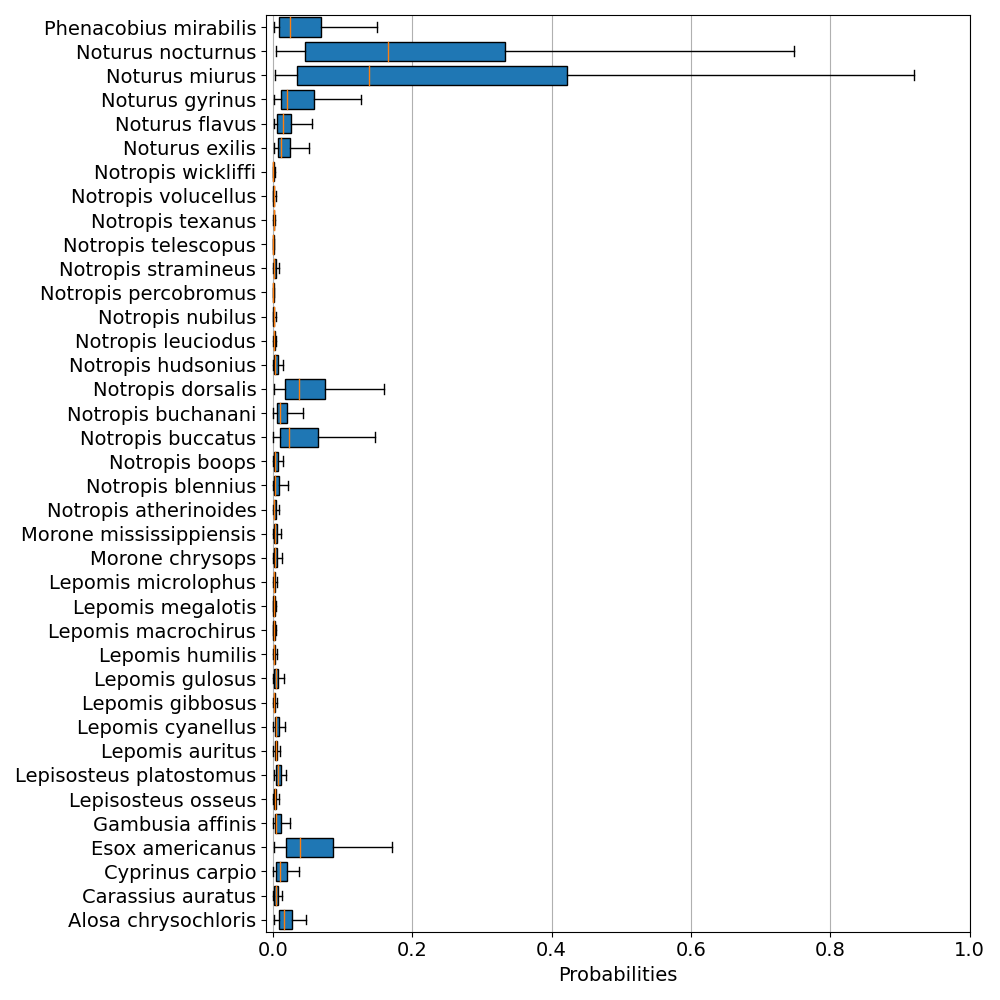 Phenacobius mirabilis
Noturus nocturnus
Noturus miurus
Noturus gyrinus
Noturus flavus
Noturus exilis
Notropis wickliffi
Notropis volucellus
Notropis texanus
Notropis telescopus
Notropis stramineus
Notropis percobromus
Notropis nubilus
Notropis leuciodus
Notropis hudsonius
Notropis dorsalis
Notropis buchanani
Notropis buccatus
Notropis boops
Notropis blennius
Notropis atherinoides
Morone mississippiensis
Morone chrysops
Lepomis microlophus
Lepomis megalotis
Lepomis macrochirus
Lepomis humilis
Lepomis gulosus
Lepomis gibbosus
Lepomis cyanellus
Lepomis auritus
Lepisosteus platostomus
Lepisosteus osseus
Gambusia affinis
Esox americanus
Cyprinus carpio
Carassius auratus
Alosa chrysochloris
0.0 0.2 0.4 0.6 0.8 1.0
Probabilities